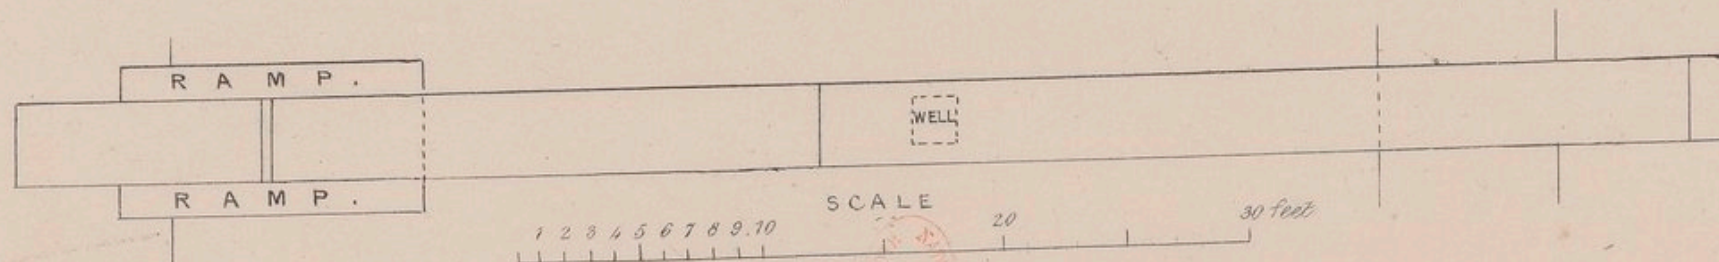 RAMP.
WELL
RAMP.
SCALE
1 2 3 4 5 6 7 8 9.10 20 30 feet